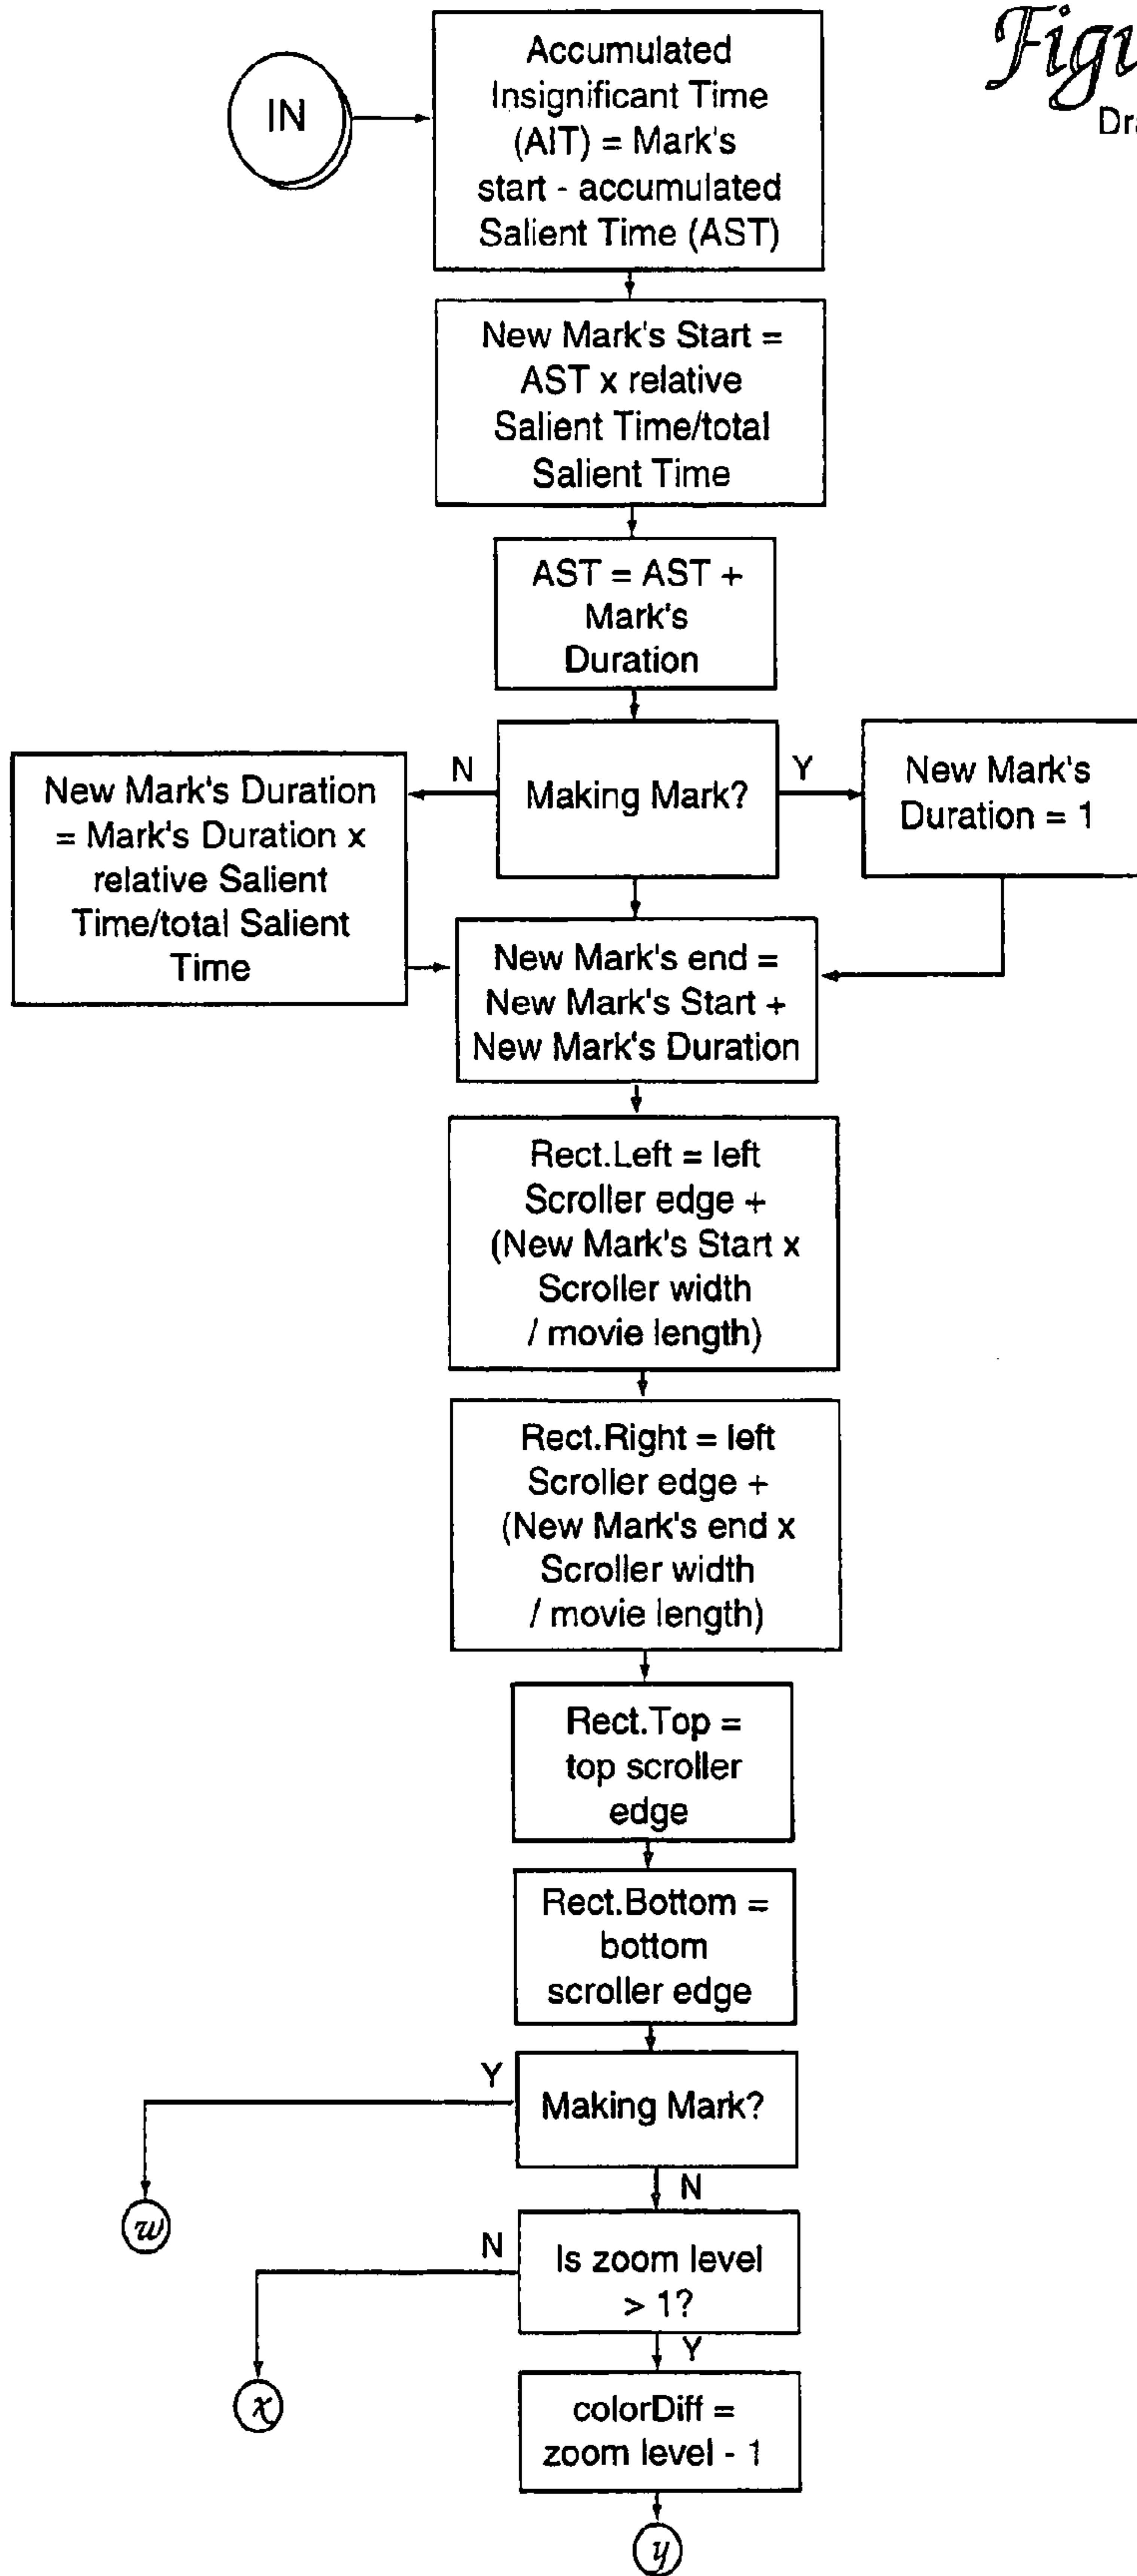 IN
Accumulated
Insignificant Time
(AIT) = Mark's
start - accumulated
Salient Time (AST)
New Mark's Start =
AST x relative
Salient Time/total
Salient Time
AST = AST +
Mark's
Duration
Making Mark?
N
Y
New Mark's Duration
= Mark's Duration x
relative Salient
Time/total Salient
Time
New Mark's
Duration = 1
New Mark's end =
New Mark's Start +
New Mark's Duration
Rect.Left = left
Scroller edge +
(New Mark's Start x
Scroller width
/ movie length)
Rect.Right = left
Scroller edge +
(New Mark's end x
Scroller width
/ movie length)
Rect.Top =
top scroller
edge
Rect.Bottom =
bottom
scroller edge
Making Mark?
Y
w
N
Is zoom level
> 1?
N
x
Y
colorDiff =
zoom level - 1
y